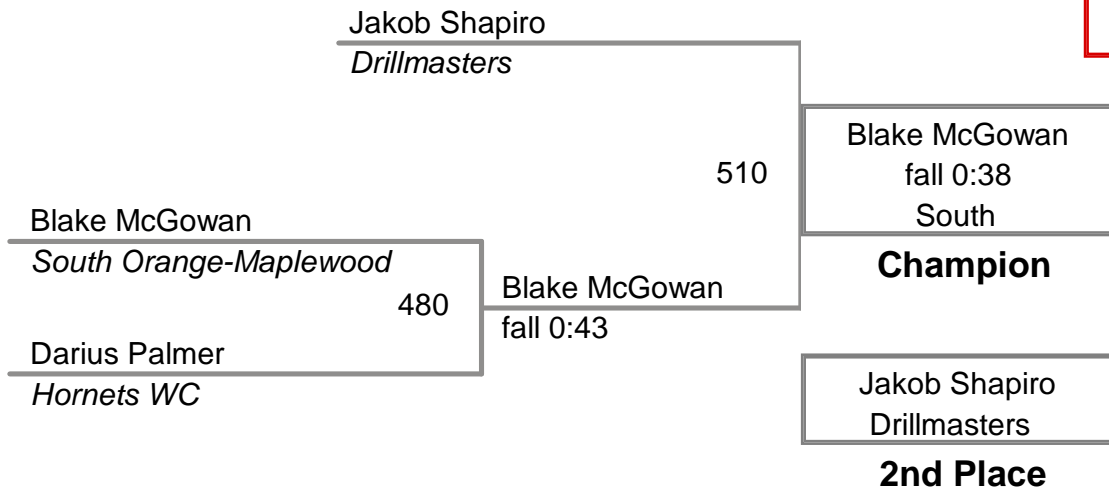 Jakob Shapiro
Drillmasters
510
Blake McGowan
fall 0:38
South
Champion
Blake McGowan
South Orange-Maplewood
480
Blake McGowan
fall 0:43
Darius Palmer
Hornets WC
Jakob Shapiro
Drillmasters
2nd Place